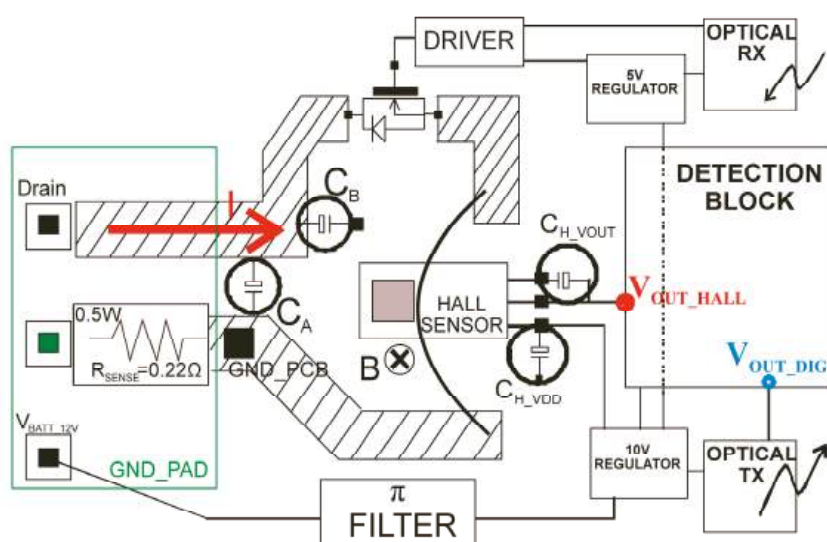 DRIVER
OPTICAL
RX
5V
REGULATOR
DETECTION
BLOCK
Drain
I
C_B
C_H_VOUT
V_OUT_HALL
HALL
SENSOR
C_A
0.5W
R_SENSE=0.22Ω
GND_PCB
B
C_H_VDD
V_OUT_DIG
V_BATT_12V
GND_PAD
π
FILTER
10V
REGULATOR
OPTICAL
TX